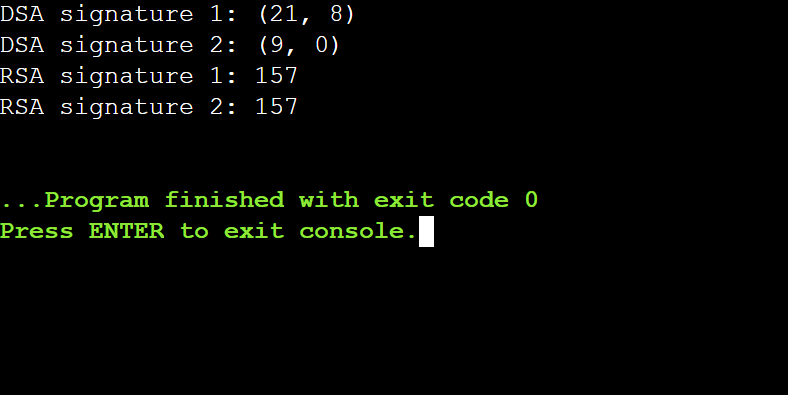 DSA signature 1: (21, 8)
DSA signature 2: (9, 0)
RSA signature 1: 157
RSA signature 2: 157
...Program finished with exit code 0
Press ENTER to exit console.